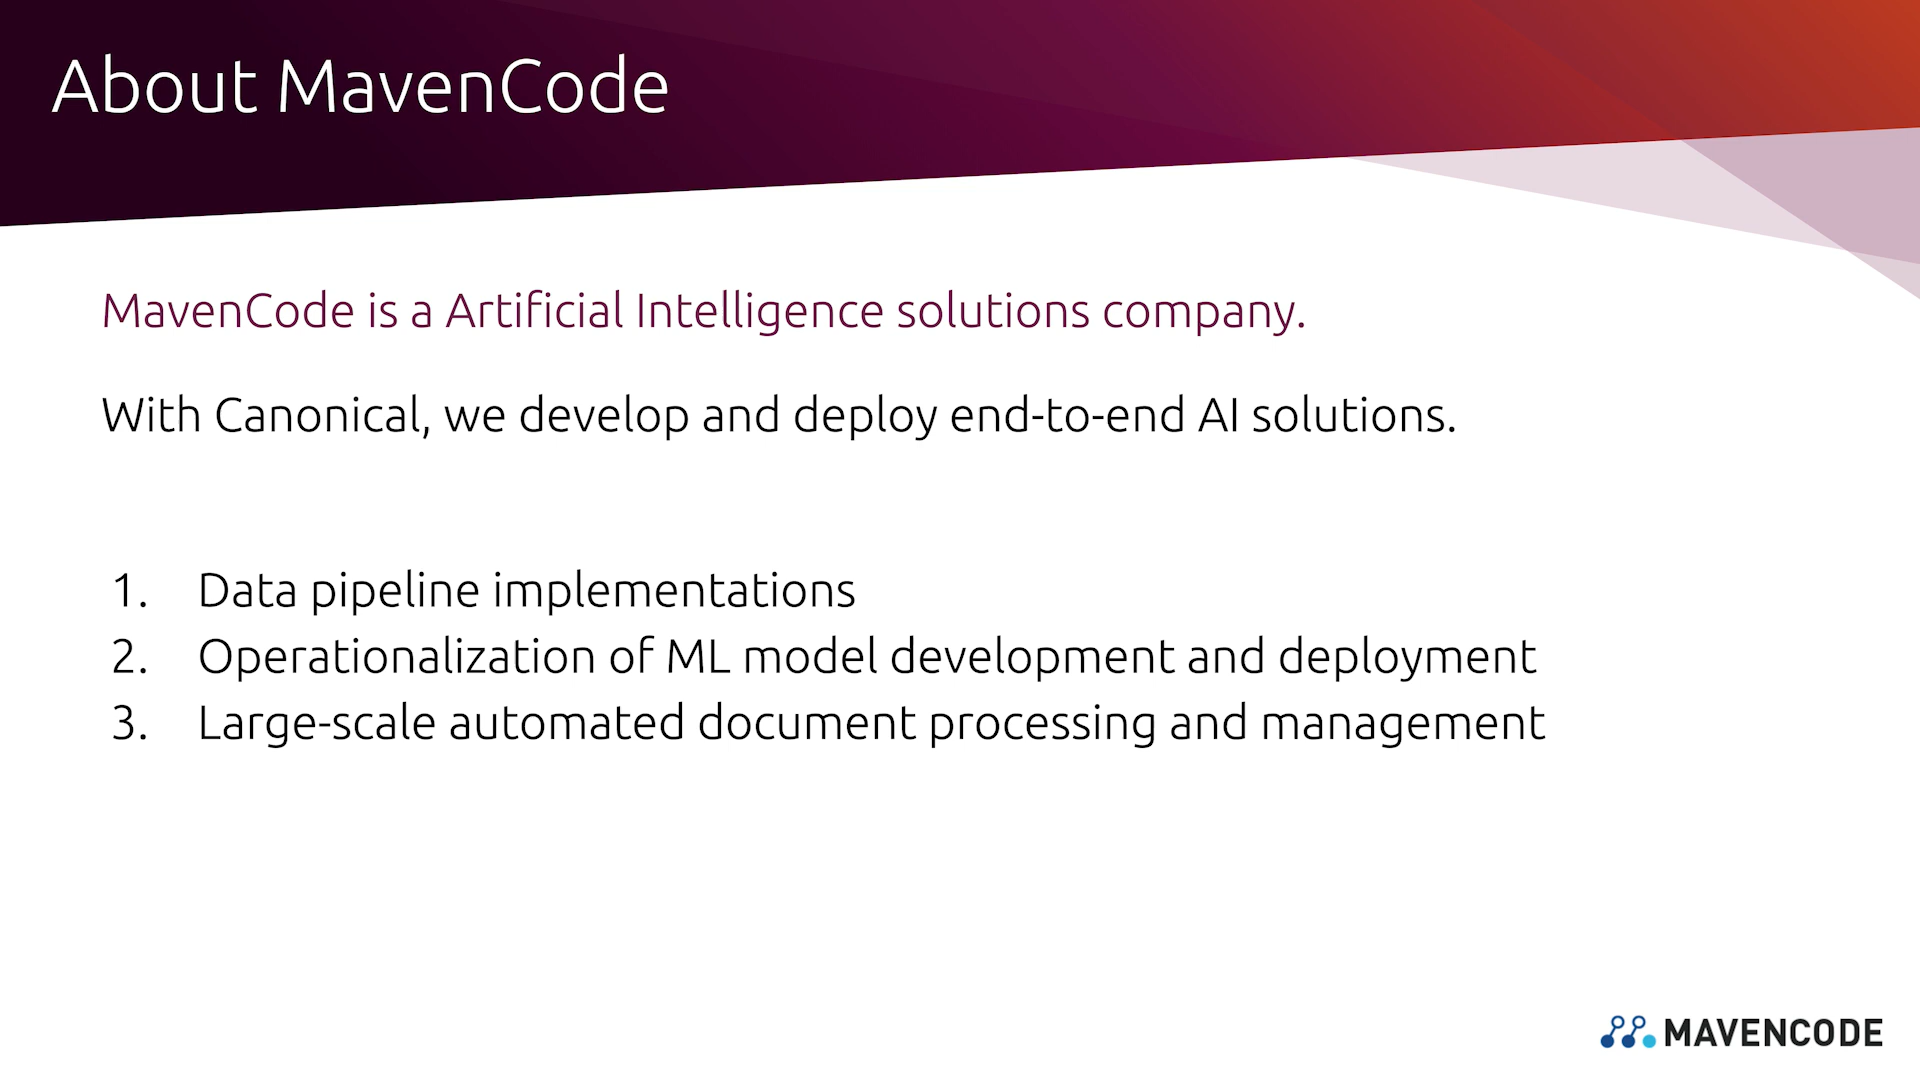 About MavenCode
MavenCode is a Artificial Intelligence solutions company.
With Canonical, we develop and deploy end-to-end AI solutions.
1. Data pipeline implementations
2. Operationalization of ML model development and deployment
3. Large-scale automated document processing and management
MAVENCODE